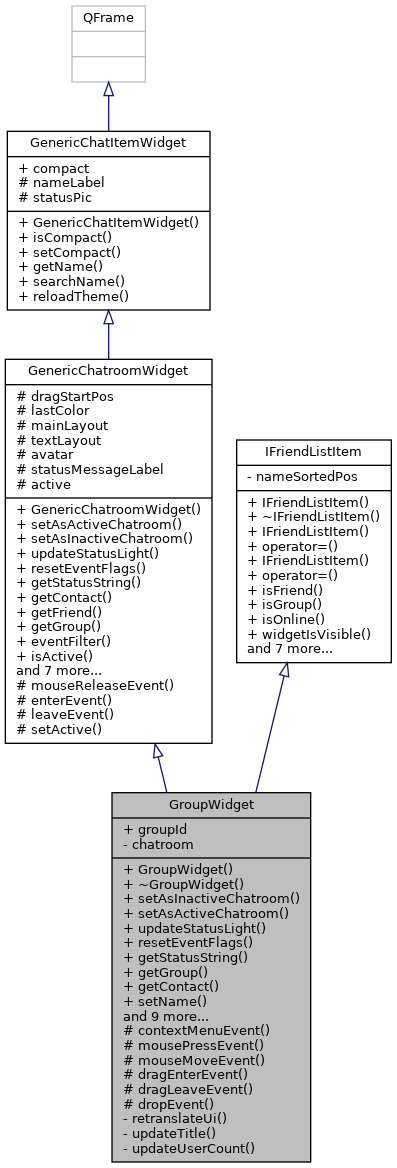 QFrame
GenericChatItemWidget
+ compact
# nameLabel
# statusPic
+ GenericChatItemWidget()
+ isCompact()
+ setCompact()
+ getName()
+ searchName()
+ reloadTheme()
GenericChatroomWidget
# dragStartPos
# lastColor
# mainLayout
# textLayout
# avatar
# statusMessageLabel
# active
+ GenericChatroomWidget()
+ setAsActiveChatroom()
+ setAsInactiveChatroom()
+ updateStatusLight()
+ resetEventFlags()
+ getStatusString()
+ getContact()
+ getFriend()
+ getGroup()
+ eventFilter()
+ isActive()
and 7 more...
# mouseReleaseEvent()
# enterEvent()
# leaveEvent()
# setActive()
IFriendListItem
- nameSortedPos
+ IFriendListItem()
+ ~IFriendListItem()
+ IFriendListItem()
+ operator=()
+ IFriendListItem()
+ operator=()
+ isFriend()
+ isGroup()
+ isOnline()
+ widgetIsVisible()
and 7 more...
GroupWidget
+ groupId
- chatroom
+ GroupWidget()
+ ~GroupWidget()
+ setAsInactiveChatroom()
+ setAsActiveChatroom()
+ updateStatusLight()
+ resetEventFlags()
+ getStatusString()
+ getGroup()
+ getContact()
+ setName()
and 9 more...
# contextMenuEvent()
# mousePressEvent()
# mouseMoveEvent()
# dragEnterEvent()
# dragLeaveEvent()
# dropEvent()
- retranslateUi()
- updateTitle()
- updateUserCount()